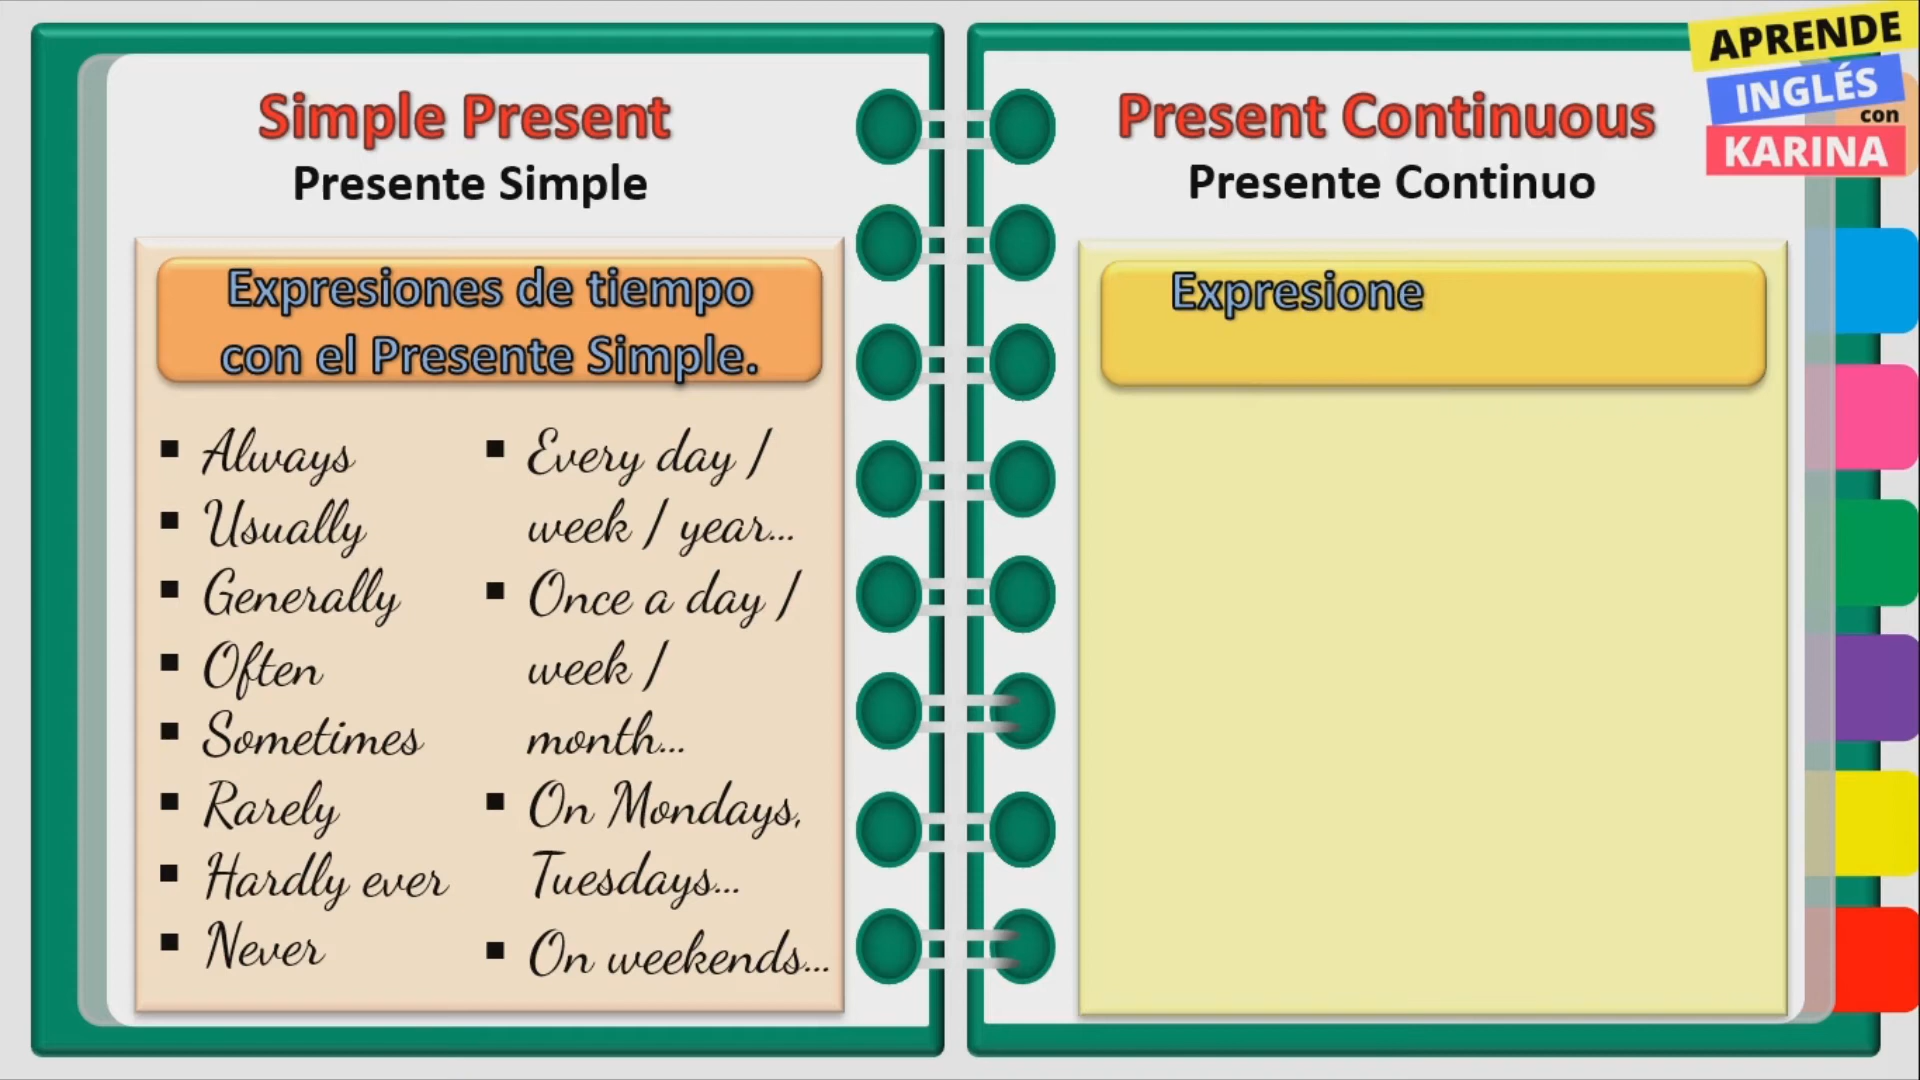 Simple Present
Presente Simple
Expresiones de tiempo
con el Presente Simple.
Always
Usually
Generally
Often
Sometimes
Rarely
Hardly ever
Never
Every day /
week / year...
Once a day /
week /
month...
On Mondays,
Tuesdays...
On weekends...
Present Continuous
Presente Continuo
Expresione
APRENDE
INGLÉS
con
KARINA